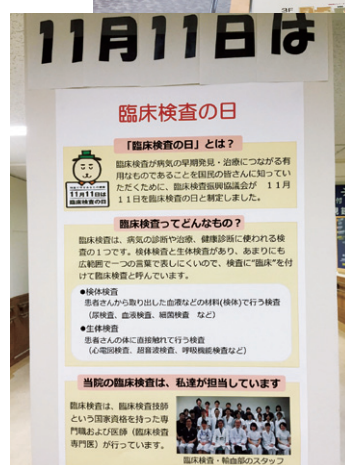 11月11日は
臨床検査の日
「臨床検査の日」とは？
臨床検査が病気の早期発見・治療につながる有
用なものであることを国民の皆さんに知ってい
ただくために、臨床検査振興協議会が 11月
11日を臨床検査の日と制定しました。
11月11日は
臨床検査の日
臨床検査ってどんなもの？
臨床検査は、病気の診断や治療、健康診断に使われる検
査の１つです。検体検査と生体検査があり、あまりにも
広範囲で一つの言葉で表しにくいので、検査に"臨床"を付
けて臨床検査と呼んでいます。
●検体検査
患者さんから取り出した血液などの材料(検体)で行う検査
（尿検査、血液検査、細菌検査 など）
●生体検査
患者さんの体に直接触れて行う検査
（心電図検査、超音波検査、呼吸機能検査など）
当院の臨床検査は、私達が担当しています
臨床検査は、臨床検査技師
という国家資格を持った専
門職および医師（臨床検査
専門医）が行っています。
臨床検査・輸血部のスタッフ